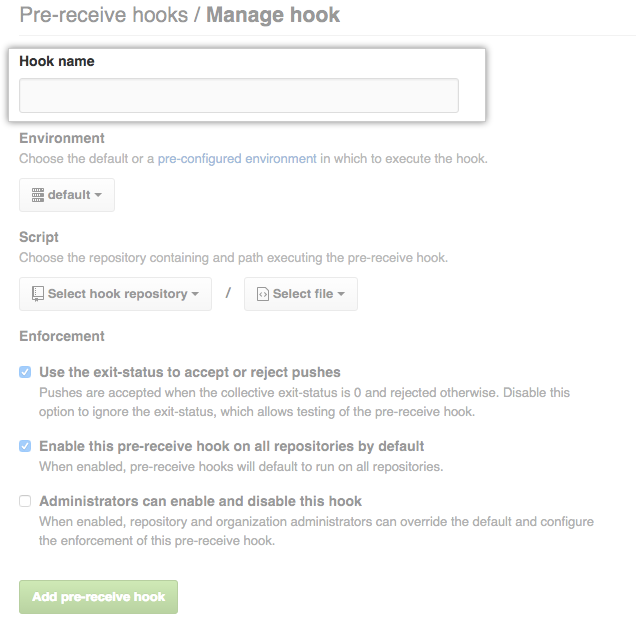 Pre-receive hooks / Manage hook
Hook name
Environment
Choose the default or a pre-configured environment in which to execute the hook.
default
Script
Choose the repository containing and path executing the pre-receive hook.
Select hook repository / Select file
Enforcement
Use the exit-status to accept or reject pushes
Pushes are accepted when the collective exit-status is 0 and rejected otherwise. Disable this
option to ignore the exit-status, which allows testing of the pre-receive hook.
Enable this pre-receive hook on all repositories by default
When enabled, pre-receive hooks will default to run on all repositories.
Administrators can enable and disable this hook
When enabled, repository and organization administrators can override the default and configure
the enforcement of this pre-receive hook.
Add pre-receive hook